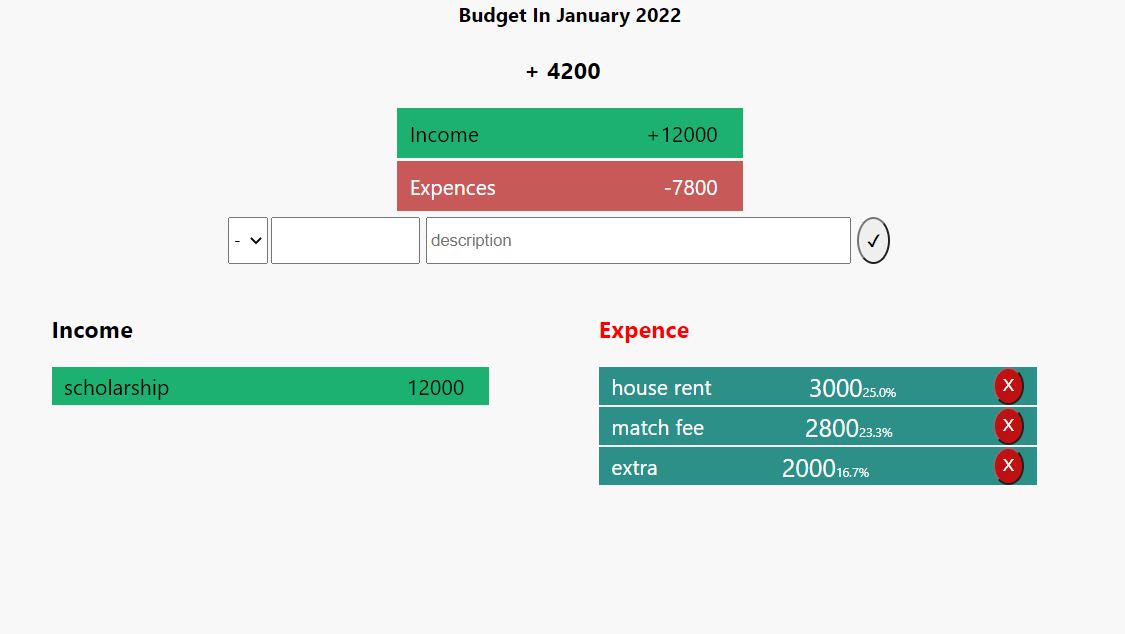 Budget In January 2022
+ 4200
Income +12000
Expences -7800
- description ✓
Income
scholarship 12000
Expence
house rent 3000 25.0% X
match fee 2800 23.3% X
extra 2000 16.7% X